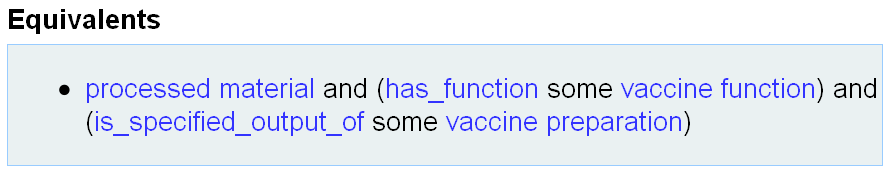 Equivalents
• processed material and (has_function some vaccine function) and
(is_specified_output_of some vaccine preparation)